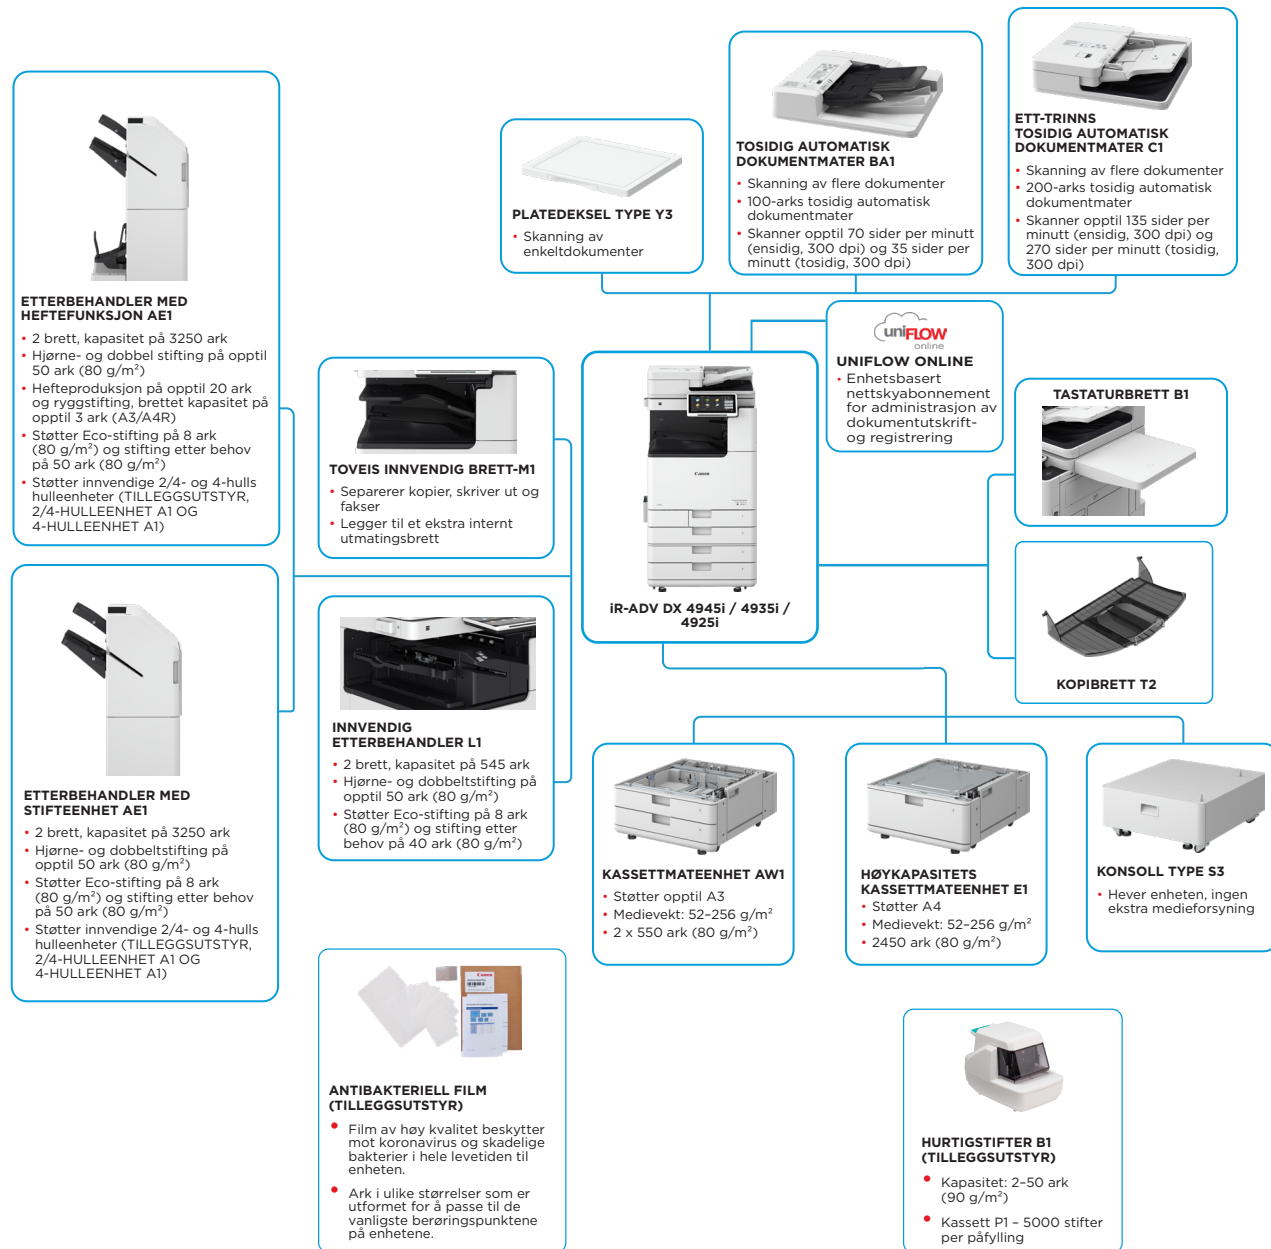 ETTERBEHANDLER MED
HEFTEFUNKSJON AE1
• 2 brett, kapasitet på 3250 ark
• Hjørne- og dobbel stifting på opptil
50 ark (80 g/m²)
• Hefteproduksjon på opptil 20 ark
og ryggstifting, brettet kapasitet på
opptil 3 ark (A3/A4R)
• Støtter Eco-stifting på 8 ark
(80 g/m²) og stifting etter behov
på 50 ark (80 g/m²)
• Støtter innvendige 2/4- og 4-hulls
hulleenheter (TILLEGGSUTSTYR,
2/4-HULLEENHET A1 OG
4-HULLEENHET A1)
ETTERBEHANDLER MED
STIFTEENHET AE1
• 2 brett, kapasitet på 3250 ark
• Hjørne- og dobbeltstifting på
opptil 50 ark (80 g/m²)
• Støtter Eco-stifting på 8 ark
(80 g/m²) og stifting etter behov
på 50 ark (80 g/m²)
• Støtter innvendige 2/4- og 4-hulls
hulleenheter (TILLEGGSUTSTYR,
2/4-HULLEENHET A1 OG
4-HULLEENHET A1)
TOVEIS INNVENDIG BRETT-M1
• Separerer kopier, skriver ut og
fakser
• Legger til et ekstra internt
utmatingsbrett
INNVENDIG
ETTERBEHANDLER L1
• 2 brett, kapasitet på 545 ark
• Hjørne- og dobbeltstifting på
opptil 50 ark (80 g/m²)
• Støtter Eco-stifting på 8 ark
(80 g/m²) og stifting etter
behov på 40 ark (80 g/m²)
PLATEDEKSEL TYPE Y3
• Skanning av
enkeltdokumenter
TOSIDIG AUTOMATISK
DOKUMENTMATER BA1
• Skanning av flere dokumenter
• 100-arks tosidig automatisk
dokumentmater
• Skanner opptil 70 sider per minutt
(ensidig, 300 dpi) og 35 sider per
minutt (tosidig, 300 dpi)
ETT-TRINNS
TOSIDIG AUTOMATISK
DOKUMENTMATER C1
• Skanning av flere dokumenter
• 200-arks tosidig automatisk
dokumentmater
• Skanner opptil 135 sider per
minutt (ensidig, 300 dpi) og
270 sider per minutt (tosidig,
300 dpi)
uniFLOW
online
UNIFLOW ONLINE
• Enhetsbasert
nettskyabonnement
for administrasjon av
dokumentutskrift-
og registrering
Canon
iR-ADV DX 4945i / 4935i /
4925i
TASTATURBRETT B1
KOPIBRETT T2
KASSETTMATEENHET AW1
• Støtter opptil A3
• Medievekt: 52–256 g/m²
• 2 x 550 ark (80 g/m²)
HØYKAPASITETS
KASSETTMATEENHET E1
• Støtter A4
• Medievekt: 52–256 g/m²
• 2450 ark (80 g/m²)
KONSOLL TYPE S3
• Hever enheten, ingen
ekstra medieforsyning
Canon
ANTIBAKTERIELL FILM
(TILLEGGSUTSTYR)
• Film av høy kvalitet beskytter
mot koronavirus og skadelige
bakterier i hele levetiden til
enheten.
• Ark i ulike størrelser som er
utformet for å passe til de
vanligste berøringspunktene
på enhetene.
HURTIGSTIFTER B1
(TILLEGGSUTSTYR)
• Kapasitet: 2–50 ark
(90 g/m²)
• Kassett P1 – 5000 stifter
per påfylling